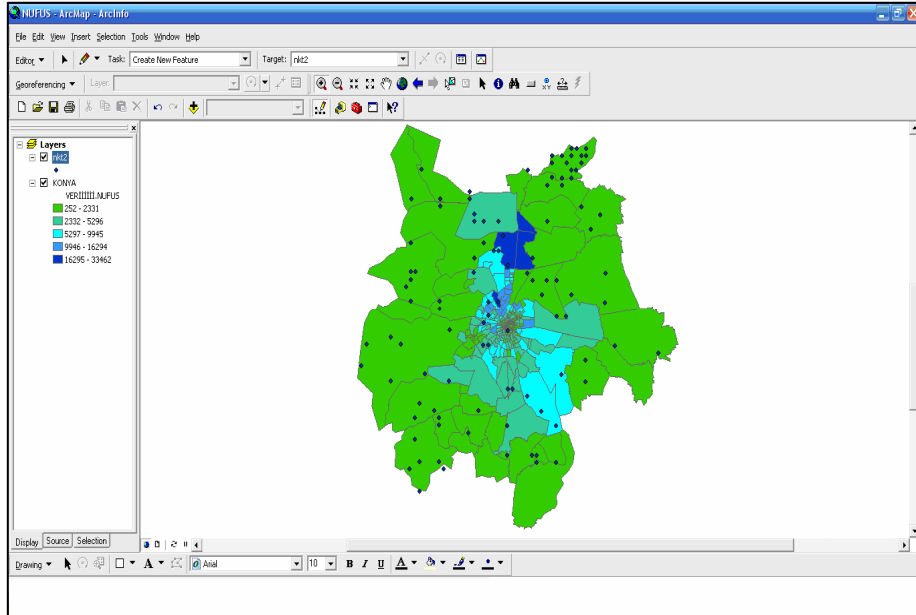 NUFUS - ArcMap - ArcInfo
File Edit View Insert Selection Tools Window Help
Editor Task: Create New Feature Target: nkt2
Georeferencing Layer:
Layers
nkt2
KONYA
VERIIIIII.NUFUS
252 - 2331
2332 - 5296
5297 - 9945
9946 - 16294
16295 - 33462
Display Source Selection
Drawing A Arial 10 B I U A